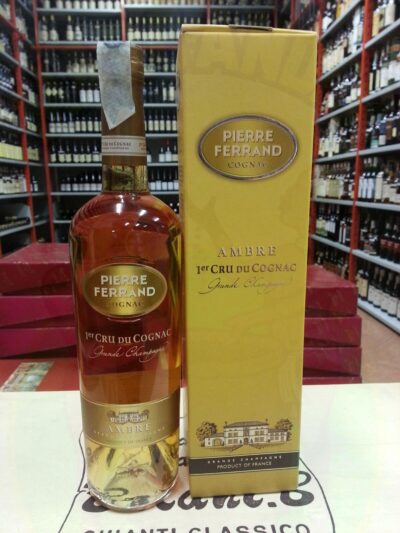 PIERRE
FERRAND
COGNAC
1er CRU DU COGNAC
Grande Champagne
AMBRE
PIERRE
FERRAND
COGNAC
AMBRE
1er CRU DU COGNAC
Grande Champagne
GRANDE CHAMPAGNE
PRODUCT OF FRANCE
CHIANTI CLASSICO